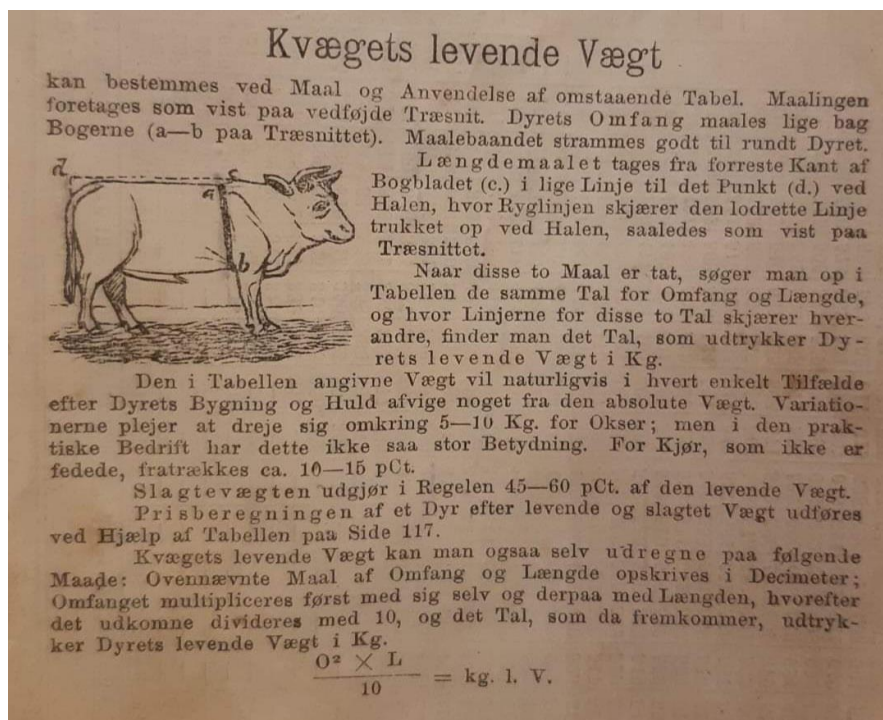 Kvægets levende Vægt
kan bestemmes ved Maal og Anvendelse af omstaaende Tabel. Maalingen
foretages som vist paa vedføjde Træsnit. Dyrets Omfang maales lige bag
Bogerne (a—b paa Træsnittet). Maalebaandet strammes godt til rundt Dyret.
Længdemaalet tages fra forreste Kant af
Bogbladet (c.) i lige Linje til det Punkt (d.) ved
Halen, hvor Ryglinjen skjærer den lodrette Linje
trukket op ved Halen, saaledes som vist paa
Træsnittet.
d
c
a
b
Naar disse to Maal er tat, søger man op i
Tabellen de samme Tal for Omfang og Længde,
og hvor Linjerne for disse to Tal skjærer hver-
andre, finder man det Tal, som udtrykker Dy-
rets levende Vægt i Kg.
Den i Tabellen angivne Vægt vil naturligvis i hvert enkelt Tilfælde
efter Dyrets Bygning og Huld afvige noget fra den absolute Vægt. Variatio-
nerne plejer at dreje sig omkring 5—10 Kg. for Okser; men i den prak-
tiske Bedrift har dette ikke saa stor Betydning. For Kjør, som ikke er
fedede, fratrækkes ca. 10—15 pCt.
Slagtevægten udgjør i Regelen 45—60 pCt. af den levende Vægt.
Prisberegningen af et Dyr efter levende og slagtet Vægt udføres
ved Hjælp af Tabellen paa Side 117.
Kvægets levende Vægt kan man ogsaa selv udregne paa følgende
Maade: Ovennævnte Maal af Omfang og Længde opskrives i Decimeter;
Omfanget multipliceres først med sig selv og derpaa med Længden, hvorefter
det udkomne divideres med 10, og det Tal, som da fremkommer, udtryk-
ker Dyrets levende Vægt i Kg.
O² × L
10
= kg. l. V.